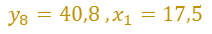 y₈ = 40,8 , x₁ = 17,5